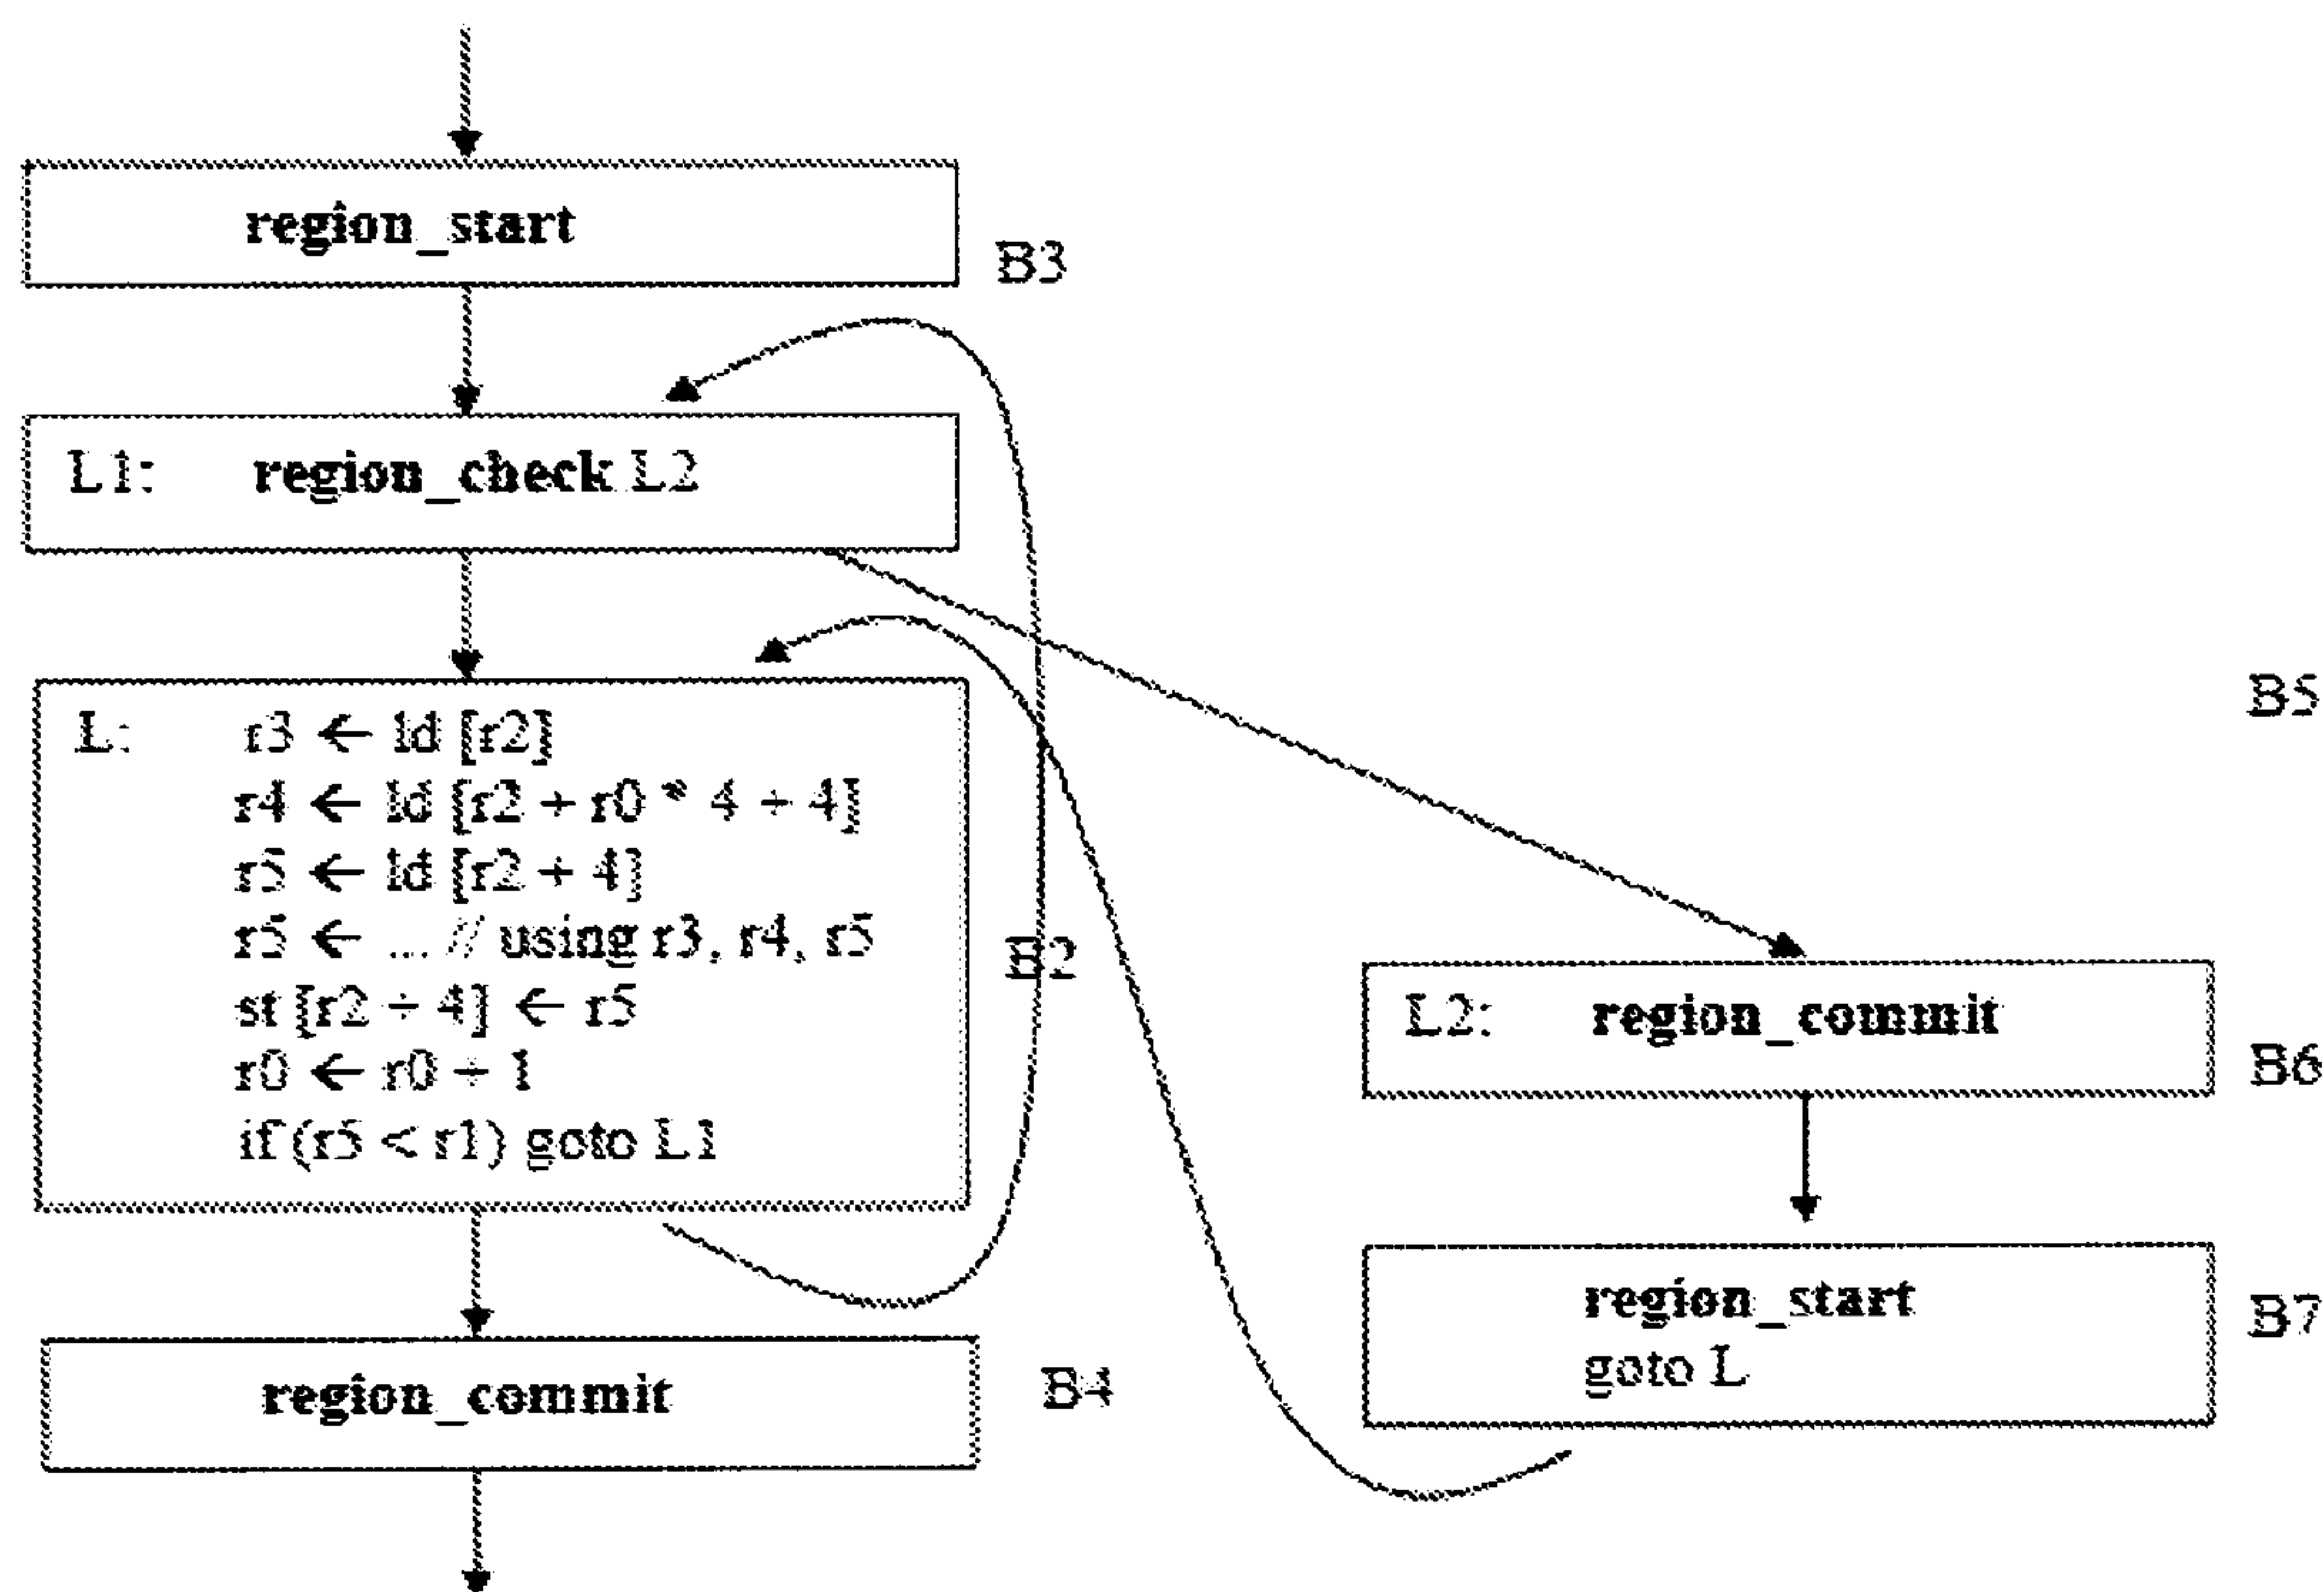 region_start
B3
L1: region_check L2
B5
L: r3 ← ld [r2]
r4 ← ld [r2 + r0 * 4 + 4]
r5 ← ld [r2 + 4]
r5 ← ... // using r3, r4, r5
B2
st [r2 + 4] ← r5
r0 ← r0 + 1
if (r5 < r1) goto L1
L2: region_commit
B6
region_start
goto L
B7
region_commit
B4